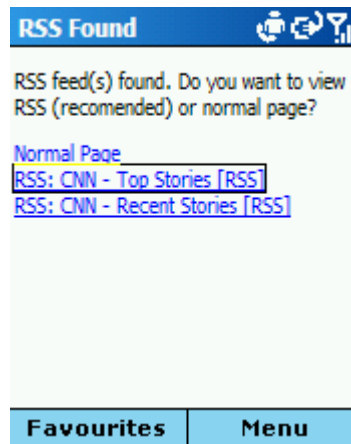 RSS Found
RSS feed(s) found. Do you want to view
RSS (recomended) or normal page?
Normal Page
RSS: CNN - Top Stories [RSS]
RSS: CNN - Recent Stories [RSS]
Favourites Menu